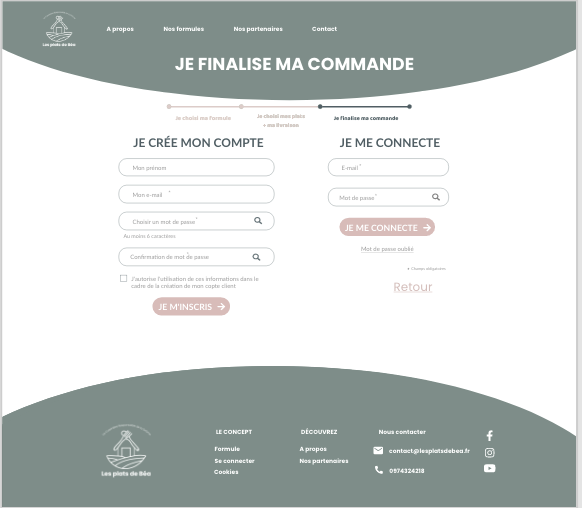 Les plats de Béa
A propos Nos formules Nos partenaires Contact
JE FINALISE MA COMMANDE
Je choisi ma formule
Je choisi mes plats
+ ma livraison
Je finalise ma commande
JE CRÉE MON COMPTE
Mon prénom
Mon e-mail *
Choisir un mot de passe *
Au moins 6 caractères
Confirmation de mot de passe *
J'autorise l'utilisation de ces informations dans le
cadre de la création de mon copte client
JE M'INSCRIS
JE ME CONNECTE
E-mail *
Mot de passe *
JE ME CONNECTE
Mot de passe oublié
Retour
Les plats de Béa
LE CONCEPT
Formule
Se connecter
Cookies
DÉCOUVREZ
A propos
Nos partenaires
Nous contacter
contact@lesplatsdebea.fr
0974324218